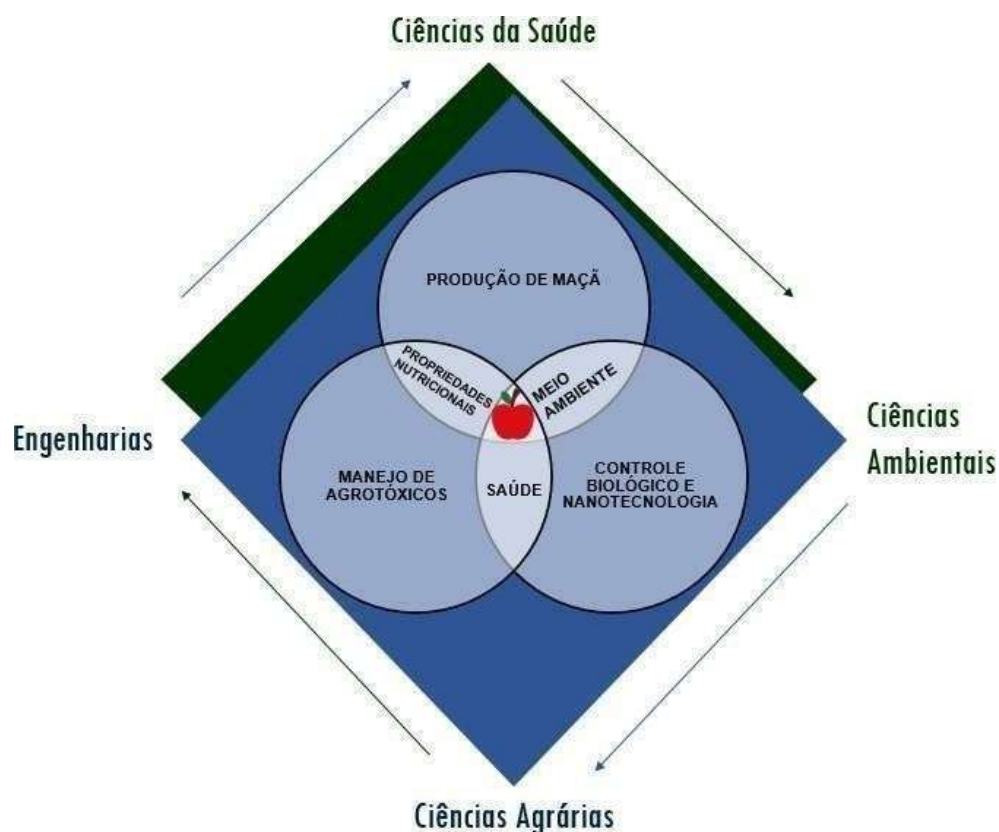 Ciências da Saúde
PRODUÇÃO DE MAÇÃ
PROPRIEDADES
NUTRICIONAIS
MEIO
AMBIENTE
Engenharias
Ciências
Ambientais
MANEJO DE
AGROTÓXICOS
SAÚDE
CONTROLE
BIOLÓGICO E
NANOTECNOLOGIA
Ciências Agrárias